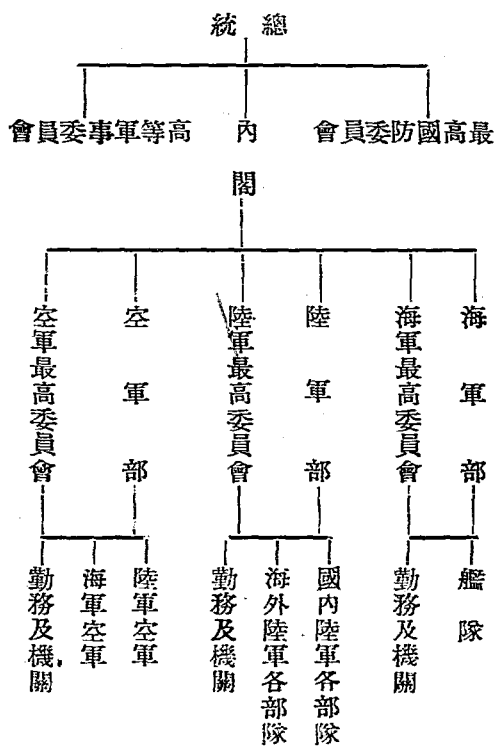 總統
最高國防委員會
內閣
高等軍事委員會
海軍部
海軍最高委員會
陸軍部
陸軍最高委員會
空軍部
空軍最高委員會
艦隊
勤務及機關
國內陸軍各部隊
海外陸軍各部隊
勤務及機關
陸軍空軍
海軍空軍
勤務及機關